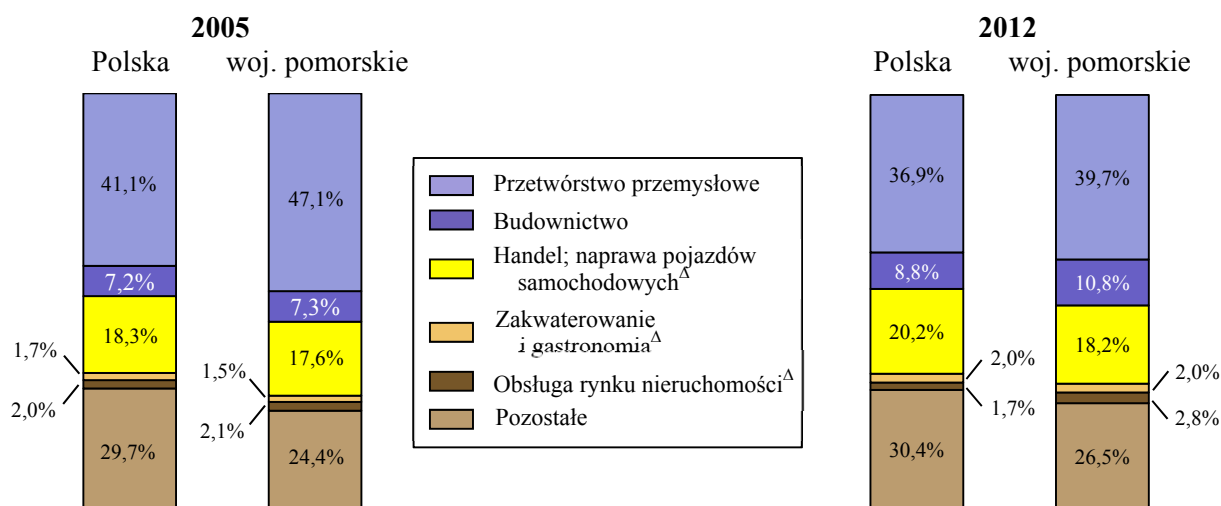 2005
Polska
woj. pomorskie
41,1%
7,2%
18,3%
1,7%
2,0%
29,7%
47,1%
7,3%
17,6%
1,5%
2,1%
24,4%
Przetwórstwo przemysłowe
Budownictwo
Handel; naprawa pojazdów
samochodowych^Δ
Zakwaterowanie
i gastronomia^Δ
Obsługa rynku nieruchomości^Δ
Pozostałe
2012
Polska
woj. pomorskie
36,9%
8,8%
20,2%
2,0%
1,7%
30,4%
39,7%
10,8%
18,2%
2,0%
2,8%
26,5%